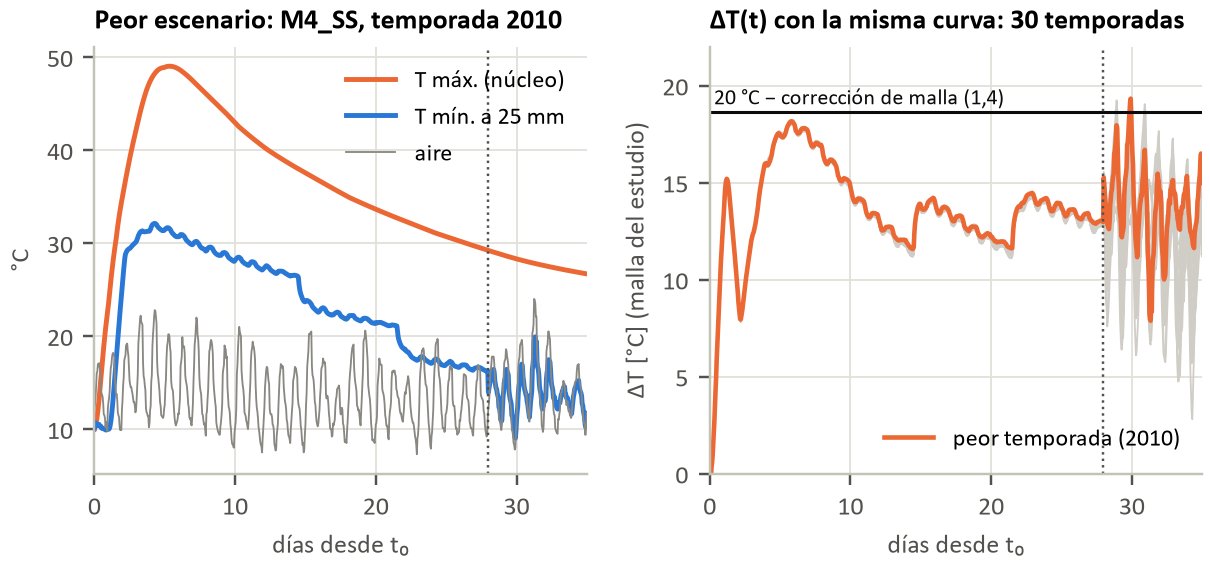 Peor escenario: M4_SS, temporada 2010
°C
50
40
30
20
10
T máx. (núcleo)
T mín. a 25 mm
aire
0
10
20
30
días desde t₀
ΔT(t) con la misma curva: 30 temporadas
ΔT [°C] (malla del estudio)
20
15
10
5
0
20 °C − corrección de malla (1,4)
peor temporada (2010)
0
10
20
30
días desde t₀